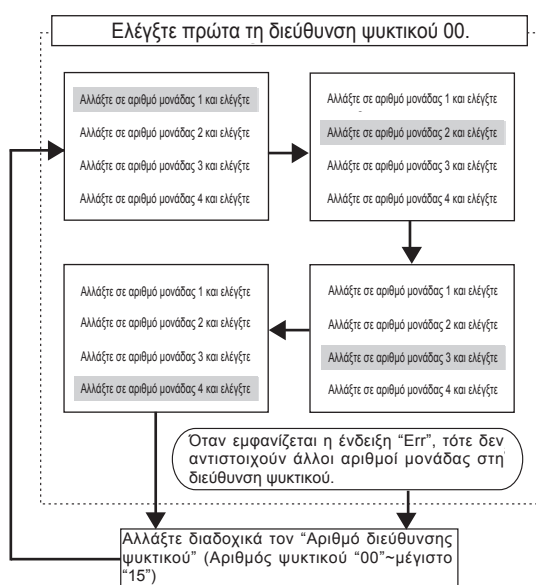 Ελέγξτε πρώτα τη διεύθυνση ψυκτικού 00.
Αλλάξτε σε αριθμό μονάδας 1 και ελέγξτε
Αλλάξτε σε αριθμό μονάδας 2 και ελέγξτε
Αλλάξτε σε αριθμό μονάδας 3 και ελέγξτε
Αλλάξτε σε αριθμό μονάδας 4 και ελέγξτε
Αλλάξτε σε αριθμό μονάδας 1 και ελέγξτε
Αλλάξτε σε αριθμό μονάδας 2 και ελέγξτε
Αλλάξτε σε αριθμό μονάδας 3 και ελέγξτε
Αλλάξτε σε αριθμό μονάδας 4 και ελέγξτε
Αλλάξτε σε αριθμό μονάδας 1 και ελέγξτε
Αλλάξτε σε αριθμό μονάδας 2 και ελέγξτε
Αλλάξτε σε αριθμό μονάδας 3 και ελέγξτε
Αλλάξτε σε αριθμό μονάδας 4 και ελέγξτε
Αλλάξτε σε αριθμό μονάδας 1 και ελέγξτε
Αλλάξτε σε αριθμό μονάδας 2 και ελέγξτε
Αλλάξτε σε αριθμό μονάδας 3 και ελέγξτε
Αλλάξτε σε αριθμό μονάδας 4 και ελέγξτε
Όταν εμφανίζεται η ένδειξη “Err”, τότε δεν
αντιστοιχούν άλλοι αριθμοί μονάδας στη
διεύθυνση ψυκτικού.
Αλλάξτε διαδοχικά τον “Αριθμό διεύθυνσης
ψυκτικού” (Αριθμός ψυκτικού “00”~μέγιστο
“15”)